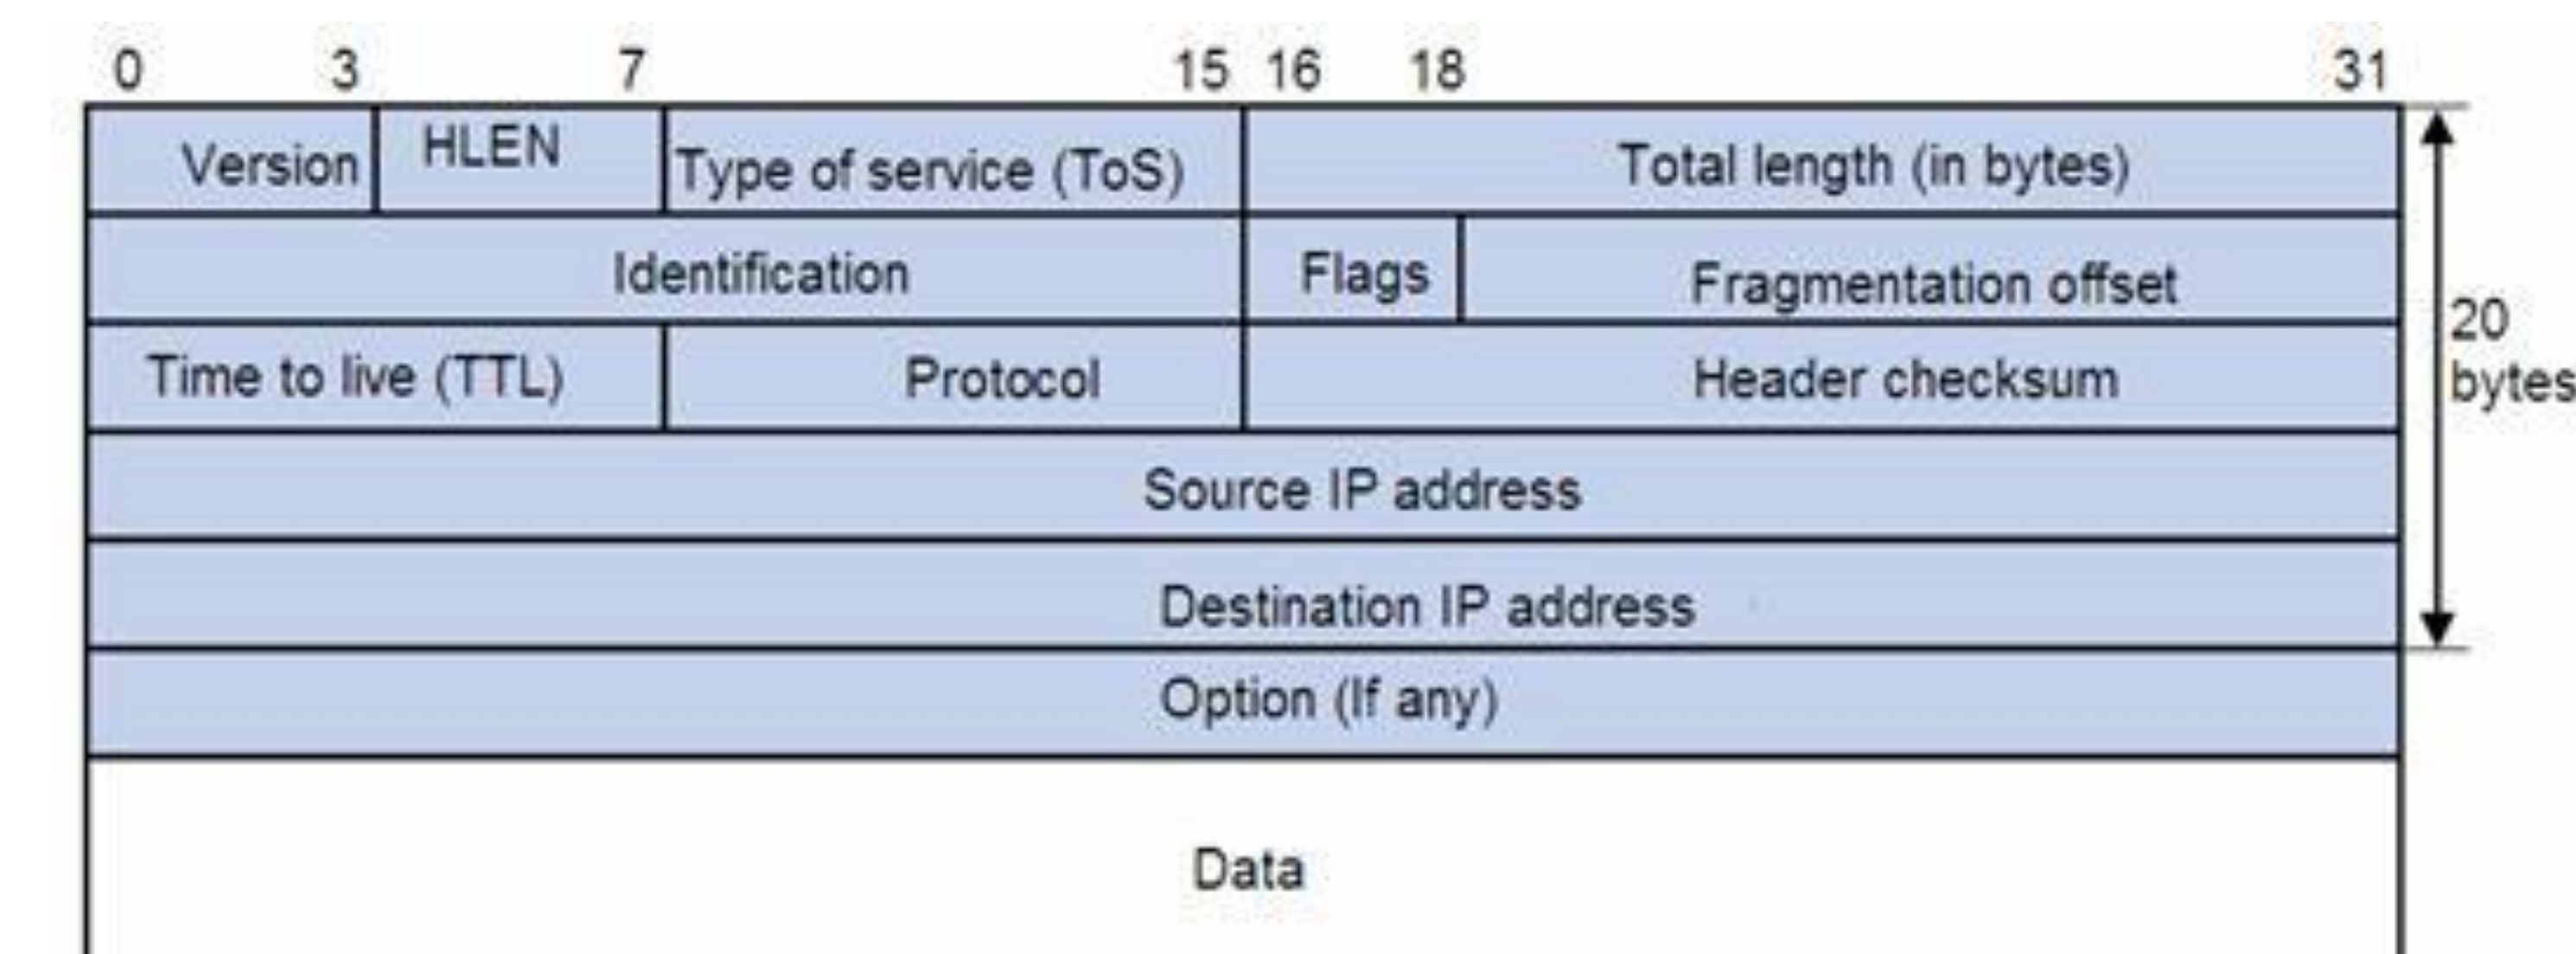 0 3 7 15 16 18 31
Version HLEN Type of service (ToS) Total length (in bytes)
Identification Flags Fragmentation offset
20
bytes
Time to live (TTL) Protocol Header checksum
Source IP address
Destination IP address
Option (If any)
Data